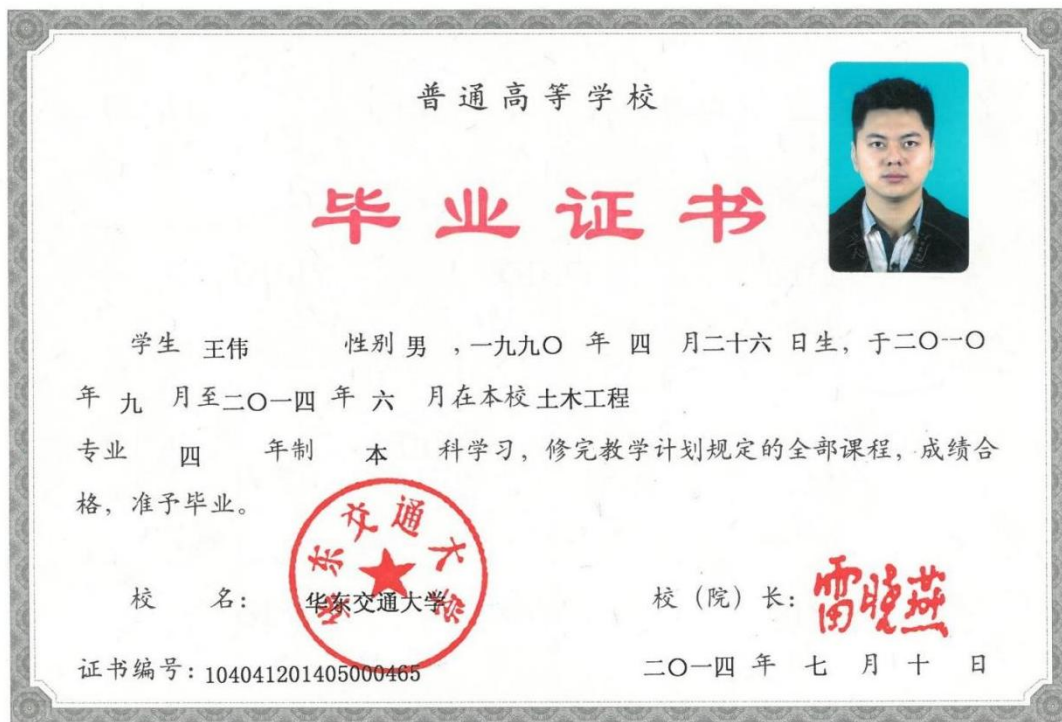 普通高等学校
毕业证书
学生 王伟 性别 男 ，一九九〇 年 四 月二十六 日生，于二〇一〇
年 九 月至二〇一四 年 六 月在本校 土木工程
专业 四 年制 本 科学习，修完教学计划规定的全部课程，成绩合
格，准予毕业。
华东交通大学
校 名： 华东交通大学 校（院）长：雷晓燕
证书编号：104041201405000465 二〇一四 年 七 月 十 日